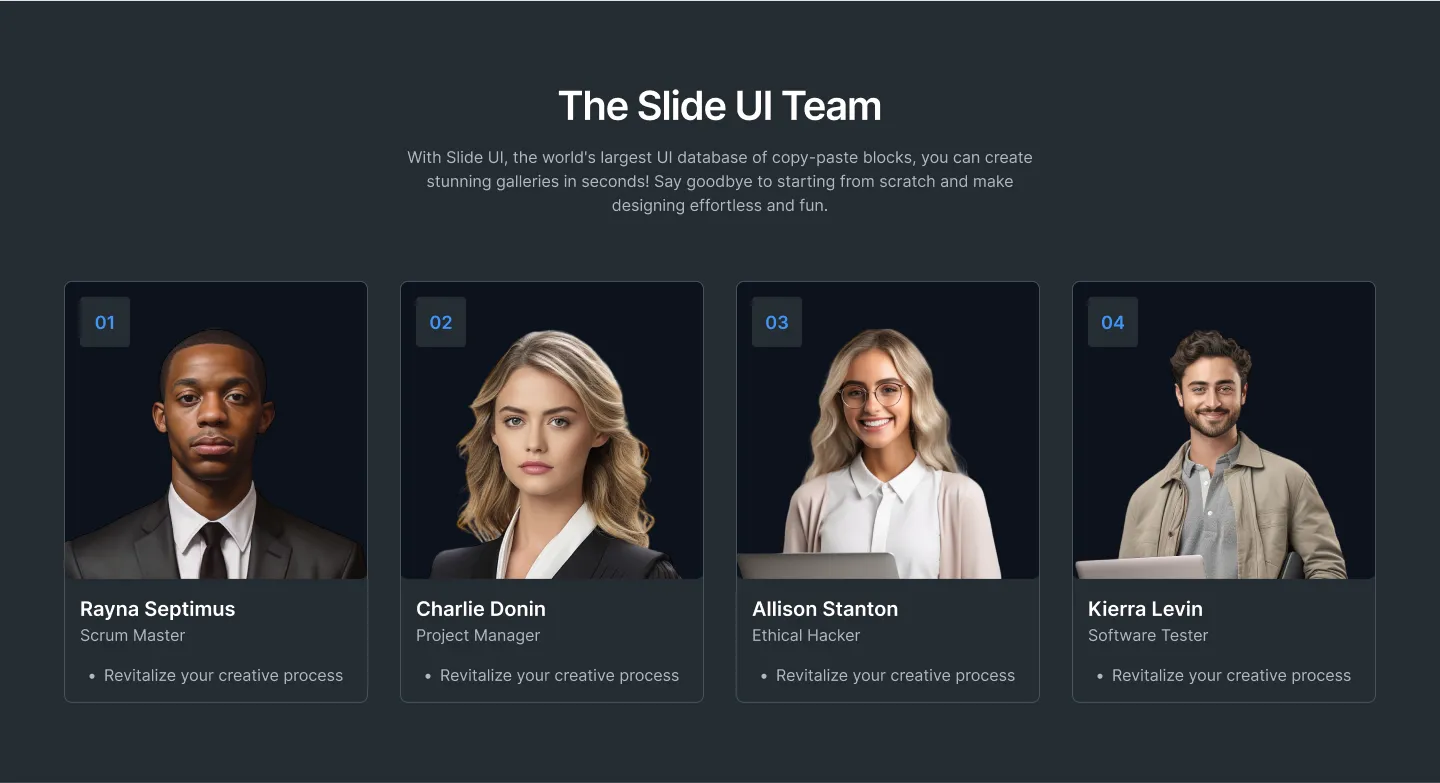 The Slide UI Team
With Slide UI, the world's largest UI database of copy-paste blocks, you can create
stunning galleries in seconds! Say goodbye to starting from scratch and make
designing effortless and fun.
01
02
03
04
Rayna Septimus
Scrum Master
• Revitalize your creative process
Charlie Donin
Project Manager
• Revitalize your creative process
Allison Stanton
Ethical Hacker
• Revitalize your creative process
Kierra Levin
Software Tester
• Revitalize your creative process